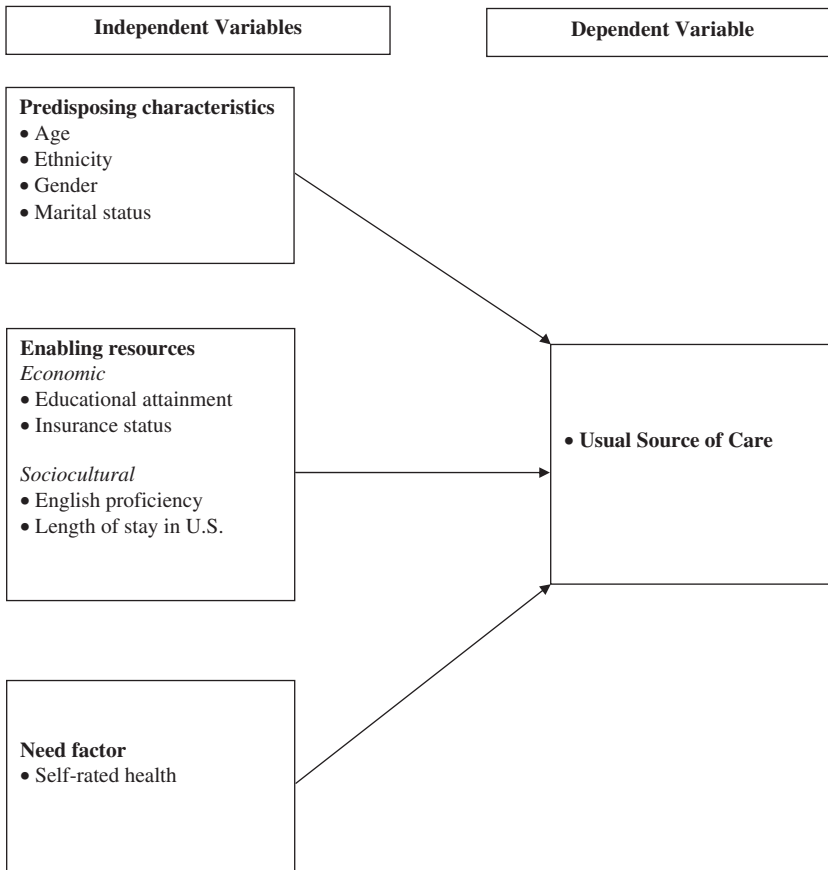 Independent Variables
Dependent Variable
Predisposing characteristics
• Age
• Ethnicity
• Gender
• Marital status
Enabling resources
Economic
• Educational attainment
• Insurance status
Sociocultural
• English proficiency
• Length of stay in U.S.
• Usual Source of Care
Need factor
• Self-rated health